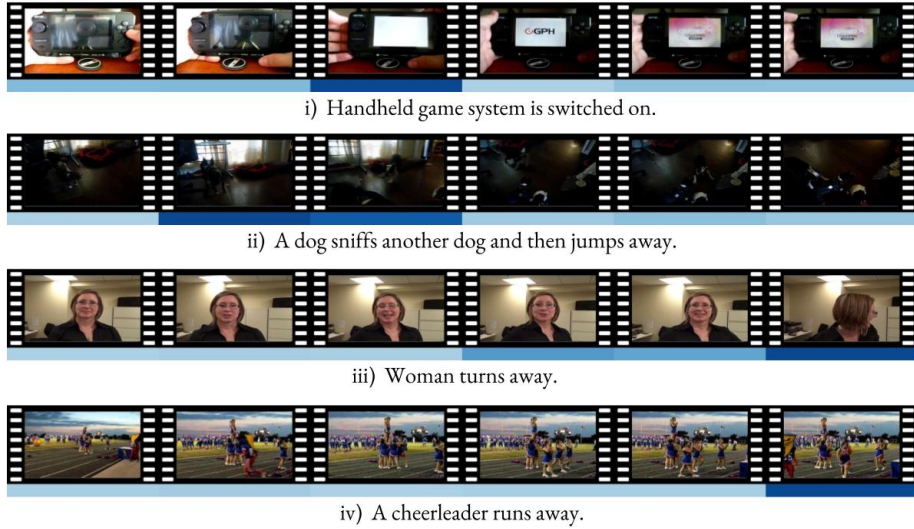 GPH
i) Handheld game system is switched on.
ii) A dog sniffs another dog and then jumps away.
iii) Woman turns away.
iv) A cheerleader runs away.